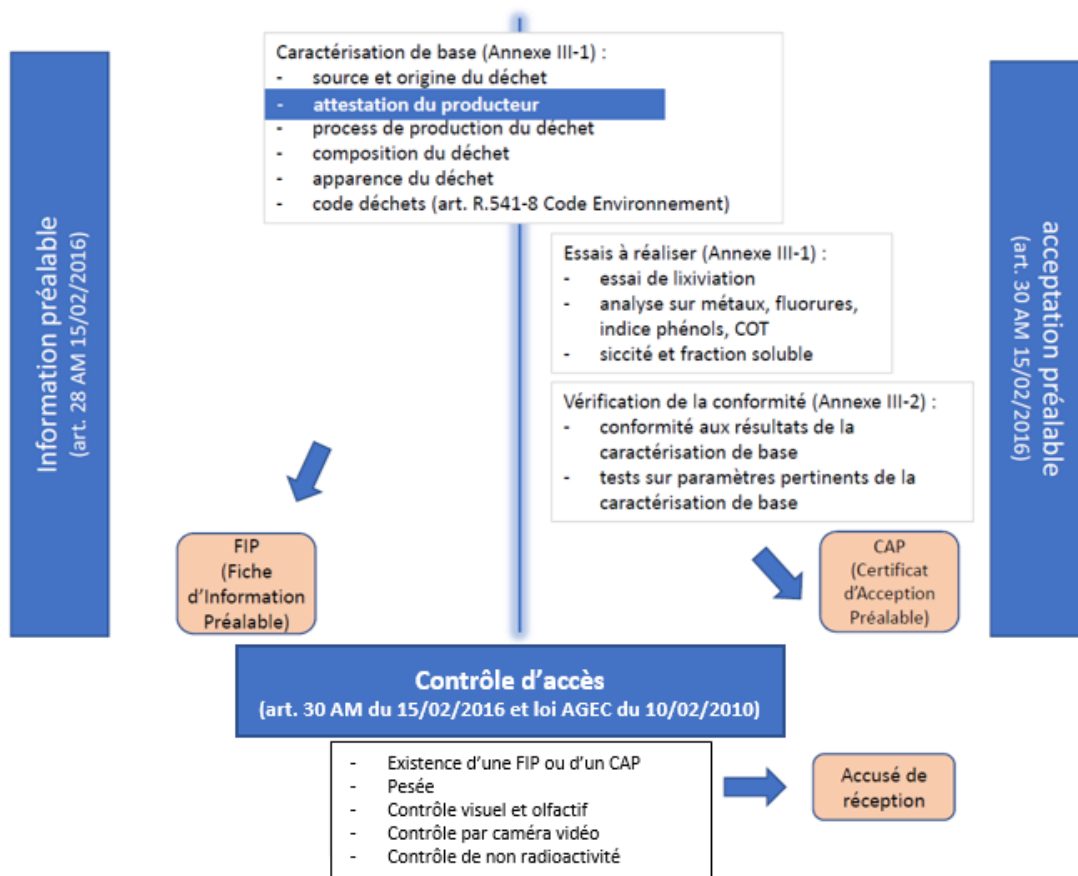 Information préalable
(art. 28 AM 15/02/2016)
Caractérisation de base (Annexe III-1) :
- source et origine du déchet
- attestation du producteur
- process de production du déchet
- composition du déchet
- apparence du déchet
- code déchets (art. R.541-8 Code Environnement)
acceptation préalable
(art. 30 AM 15/02/2016)
Essais à réaliser (Annexe III-1) :
- essai de lixiviation
- analyse sur métaux, fluorures,
indice phénols, COT
- siccité et fraction soluble
Vérification de la conformité (Annexe III-2) :
- conformité aux résultats de la
caractérisation de base
- tests sur paramètres pertinents de la
caractérisation de base
FIP
(Fiche
d'Information
Préalable)
CAP
(Certificat
d'Acception
Préalable)
Contrôle d'accès
(art. 30 AM du 15/02/2016 et loi AGEC du 10/02/2010)
- Existence d'une FIP ou d'un CAP
- Pesée
- Contrôle visuel et olfactif
- Contrôle par caméra vidéo
- Contrôle de non radioactivité
Accusé de
réception